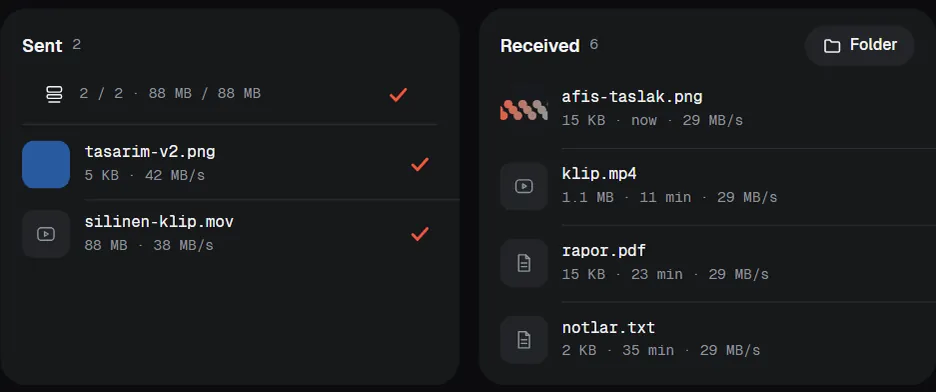 Sent 2
2 / 2 · 88 MB / 88 MB
tasarim-v2.png
5 KB · 42 MB/s
silinen-klip.mov
88 MB · 38 MB/s
Received 6
Folder
afis-taslak.png
15 KB · now · 29 MB/s
klip.mp4
1.1 MB · 11 min · 29 MB/s
rapor.pdf
15 KB · 23 min · 29 MB/s
notlar.txt
2 KB · 35 min · 29 MB/s